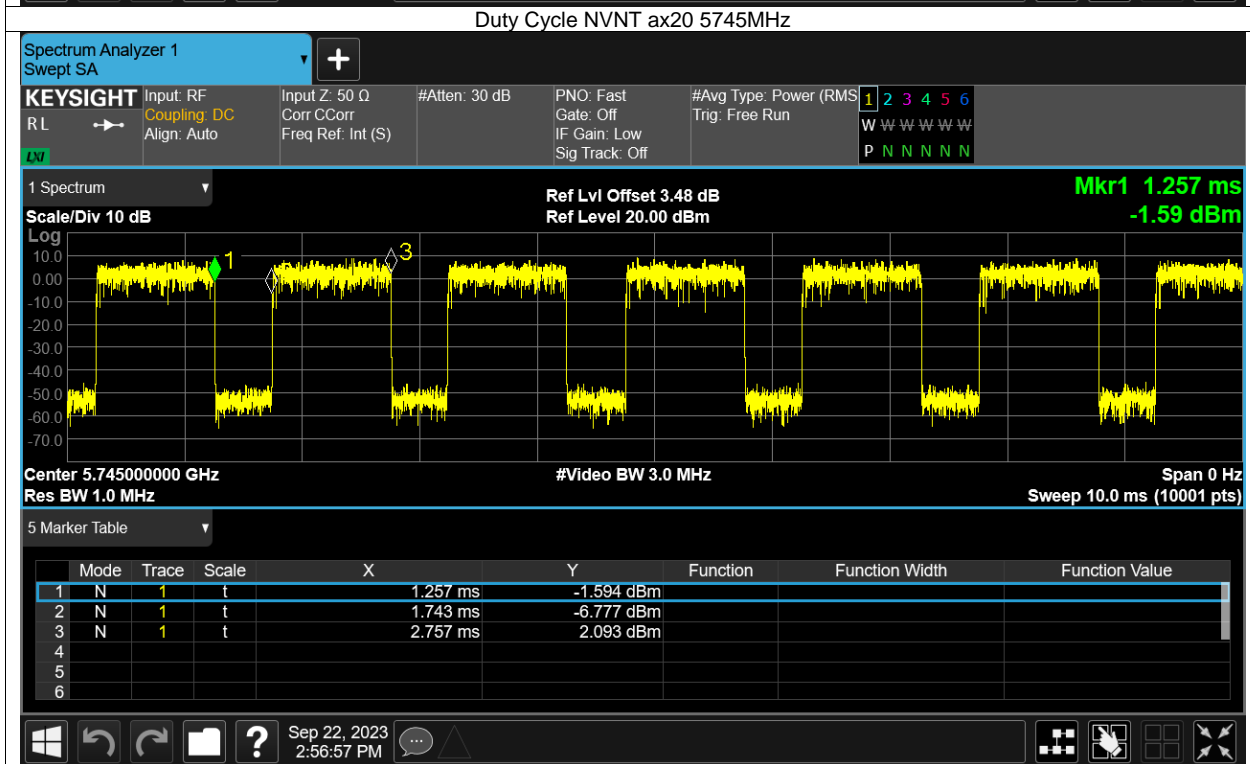 Duty Cycle NVNT ax20 5745MHz
Spectrum Analyzer 1
Swept SA
+
KEYSIGHT Input: RF Input Z: 50 Ω #Atten: 30 dB PNO: Fast #Avg Type: Power (RMS 1 2 3 4 5 6
RL Coupling: DC Corr CCorr Gate: Off Trig: Free Run W W W W W W
Align: Auto Freq Ref: Int (S) IF Gain: Low P N N N N N
LXI Sig Track: Off
1 Spectrum Ref Lvl Offset 3.48 dB Mkr1 1.257 ms
Scale/Div 10 dB Ref Level 20.00 dBm -1.59 dBm
Log
10.0 1 3
0.00
-10.0
-20.0
-30.0
-40.0
-50.0
-60.0
-70.0
Center 5.745000000 GHz #Video BW 3.0 MHz Span 0 Hz
Res BW 1.0 MHz Sweep 10.0 ms (10001 pts)
5 Marker Table
Mode Trace Scale X Y Function Function Width Function Value
1 N 1 t 1.257 ms -1.594 dBm
2 N 1 t 1.743 ms -6.777 dBm
3 N 1 t 2.757 ms 2.093 dBm
4
5
6
? Sep 22, 2023
2:56:57 PM